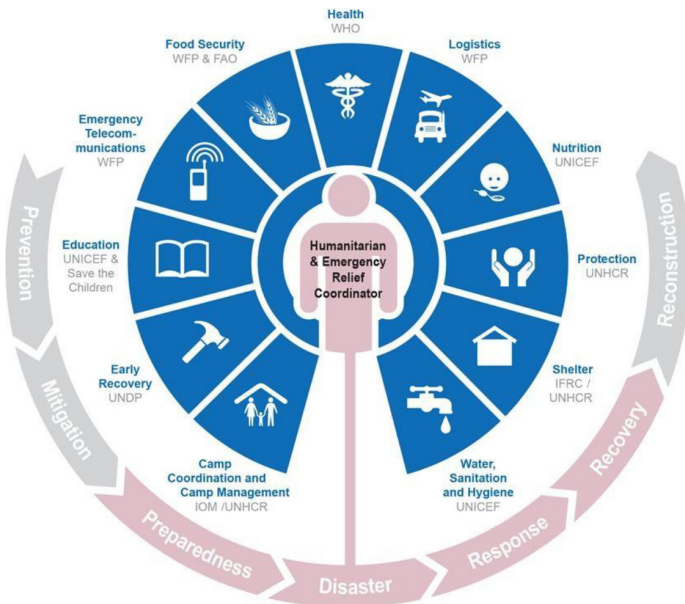 Health
WHO
Logistics
WFP
Nutrition
UNICEF
Protection
UNHCR
Shelter
IFRC /
UNHCR
Water,
Sanitation
and Hygiene
UNICEF
Camp
Coordination and
Camp Management
IOM /UNHCR
Early
Recovery
UNDP
Education
UNICEF &
Save the
Children
Emergency
Telecom-
munications
WFP
Food Security
WFP & FAO
Humanitarian
& Emergency
Relief
Coordinator
Prevention
Mitigation
Preparedness
Disaster
Response
Recovery
Reconstruction